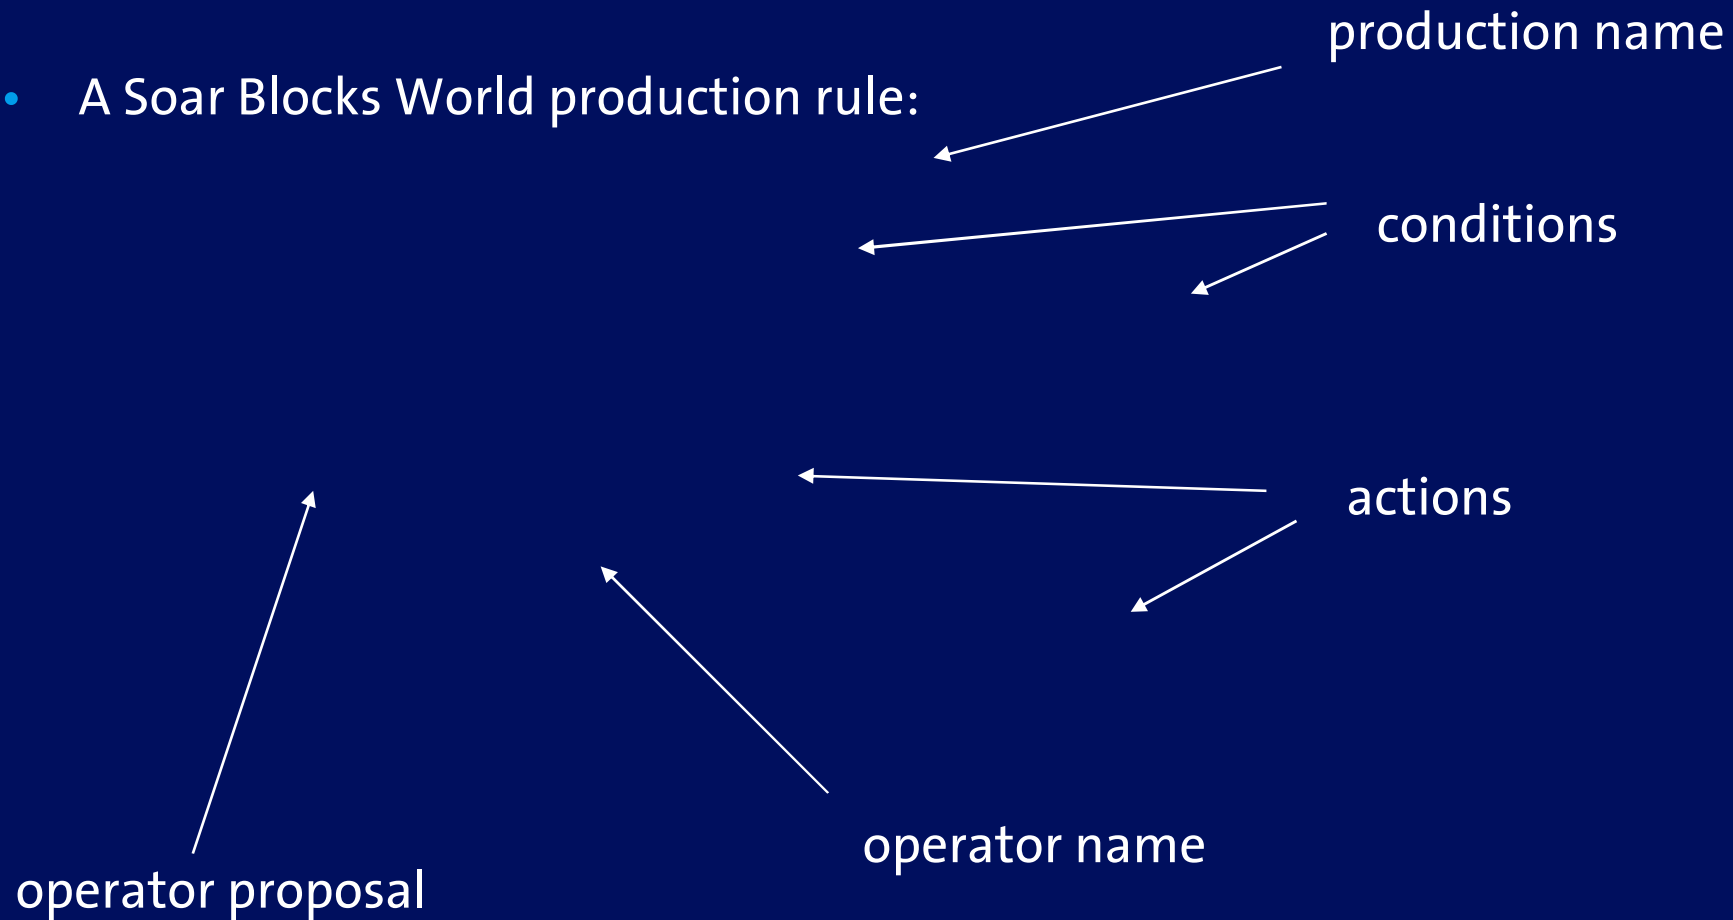 production name
• A Soar Blocks World production rule:
conditions
actions
operator name
operator proposal